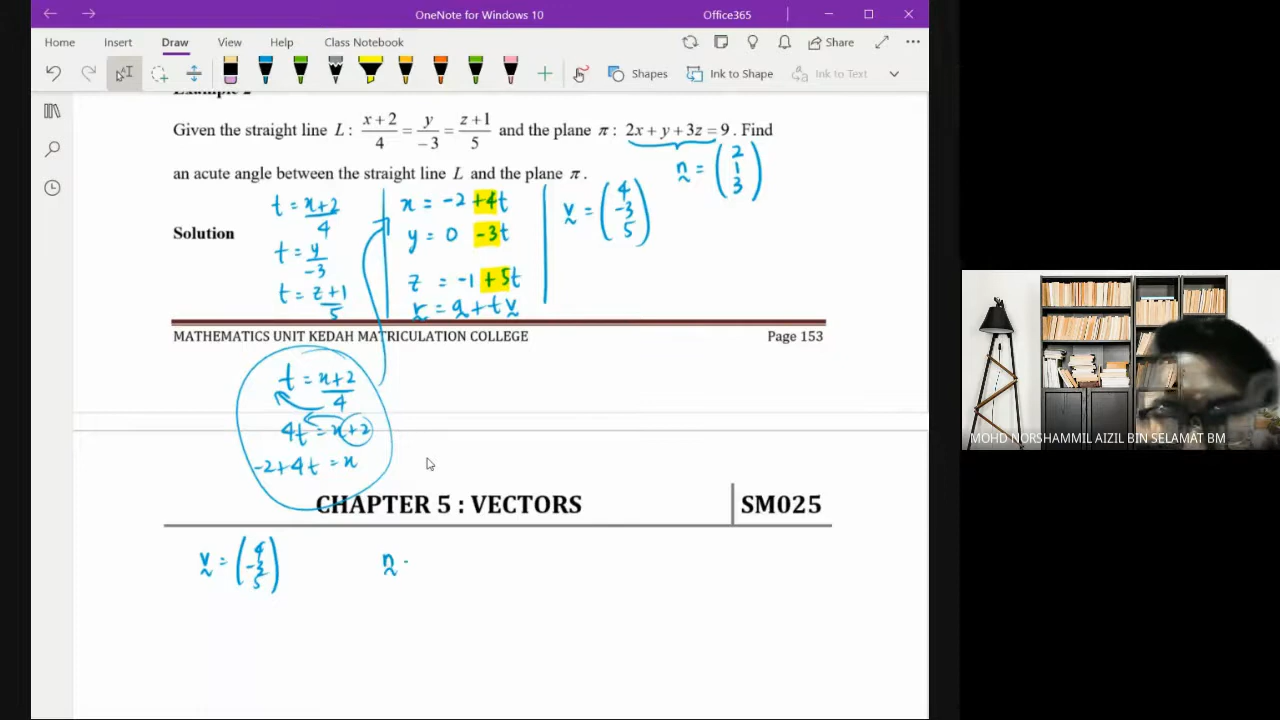 OneNote for Windows 10
Office365
Home Insert Draw View Help Class Notebook
Share
Shapes Ink to Shape Ink to Text
Example 2
Given the straight line L : x + 2 / 4 = y / −3 = z + 1 / 5 and the plane π : 2x + y + 3z = 9 . Find
an acute angle between the straight line L and the plane π .
n = (2 1 3)
Solution
t = x+2 / 4
t = y / -3
t = z+1 / 5
x = -2 +4t
y = 0 -3t
z = -1 +5t
r = a + t v
v = (4 -3 5)
MATHEMATICS UNIT KEDAH MATRICULATION COLLEGE Page 153
t = x+2 / 4
4t = x+2
-2+4t = x
CHAPTER 5 : VECTORS SM025
v = (4 -3 5)
n -
MOHD NORSHAMMIL AIZIL BIN SELAMAT BM